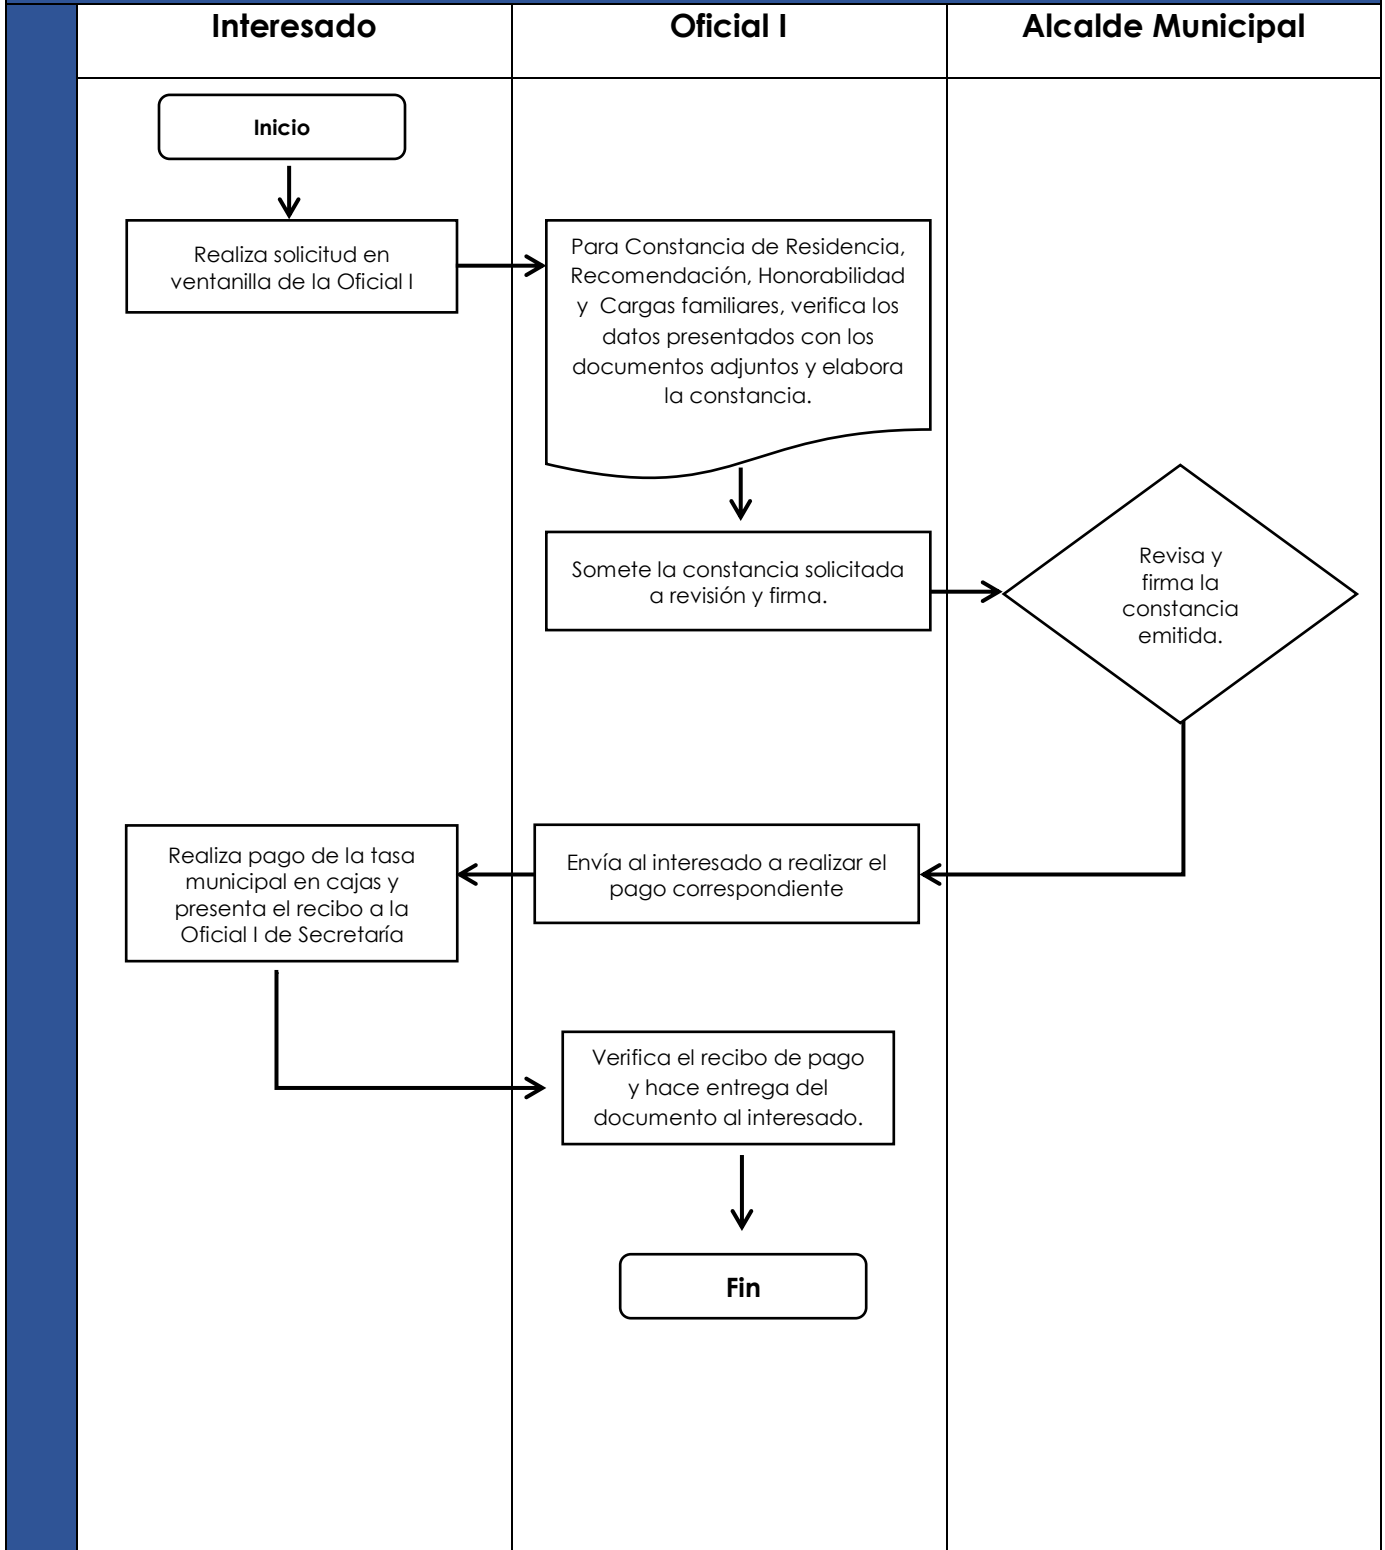 Interesado
Oficial I
Alcalde Municipal
Inicio
Realiza solicitud en
ventanilla de la Oficial I
Para Constancia de Residencia,
Recomendación, Honorabilidad
y Cargas familiares, verifica los
datos presentados con los
documentos adjuntos y elabora
la constancia.
Somete la constancia solicitada
a revisión y firma.
Revisa y
firma la
constancia
emitida.
Envía al interesado a realizar el
pago correspondiente
Realiza pago de la tasa
municipal en cajas y
presenta el recibo a la
Oficial I de Secretaría
Verifica el recibo de pago
y hace entrega del
documento al interesado.
Fin